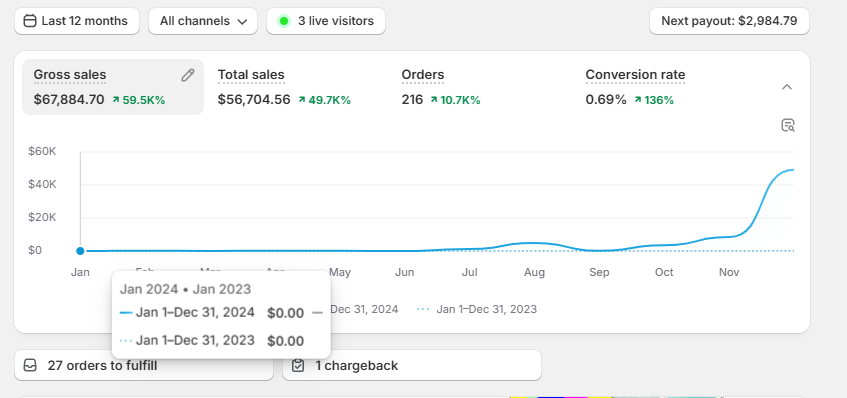 Last 12 months All channels 3 live visitors Next payout: $2,984.79
Gross sales Total sales Orders Conversion rate
$67,884.70 59.5K% $56,704.56 49.7K% 216 10.7K% 0.69% 136%
$60K
$40K
$20K
$0
Jan May Jun Jul Aug Sep Oct Nov
Jan 2024 • Jan 2023
Jan 1–Dec 31, 2024 $0.00 —
Jan 1–Dec 31, 2023 $0.00
Dec 31, 2024 Jan 1–Dec 31, 2023
27 orders to fulfill 1 chargeback